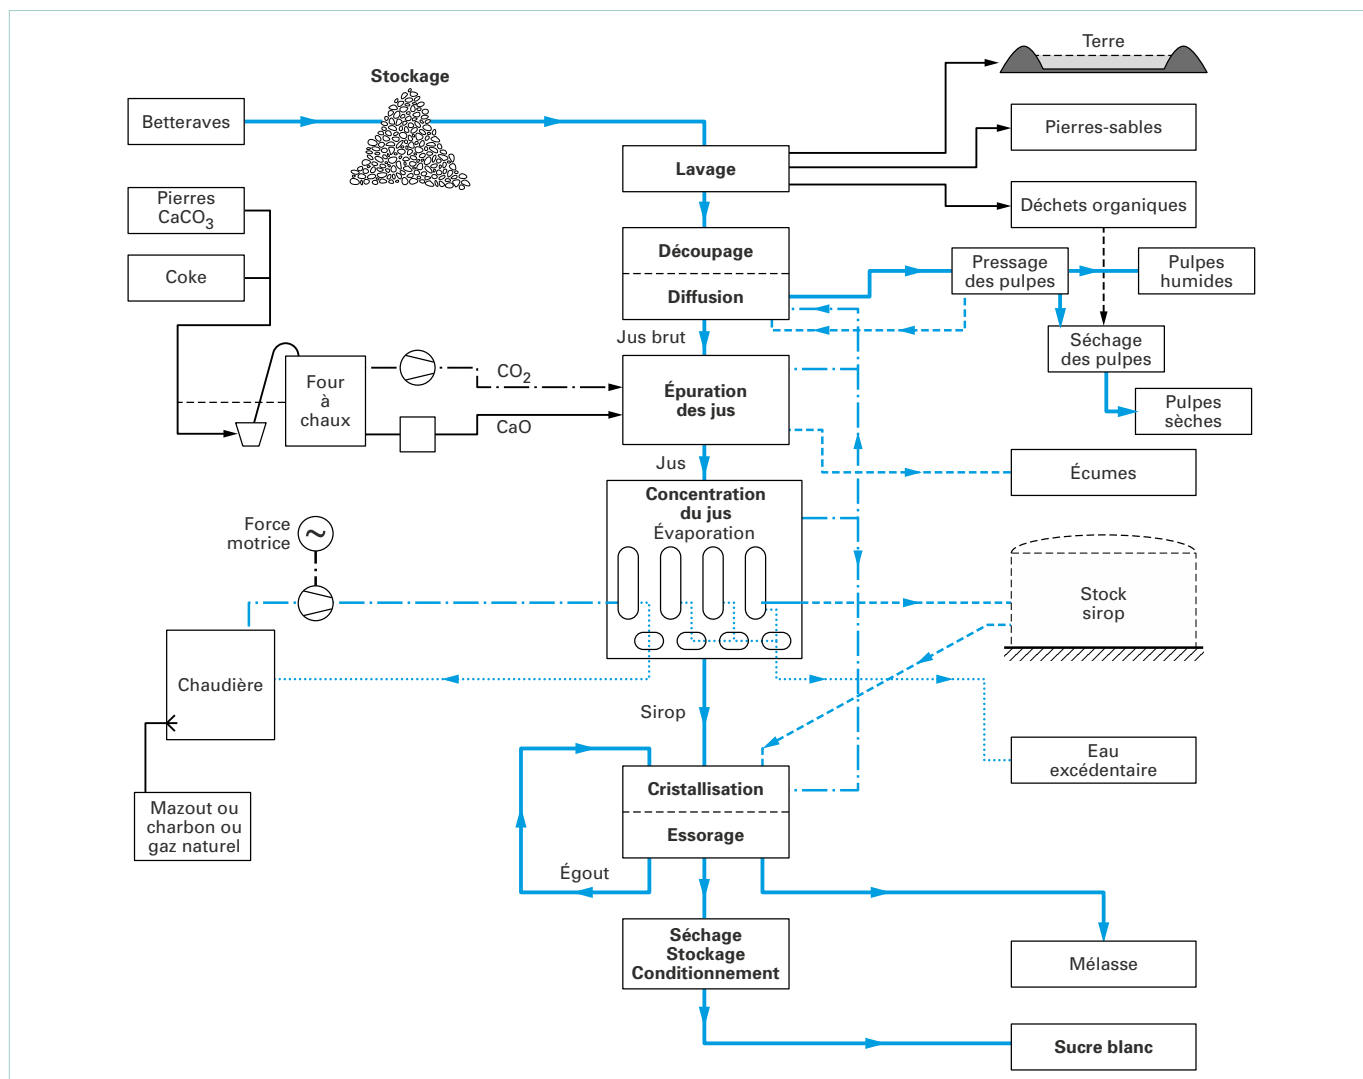 Terre
Stockage
Betteraves
Pierres-sables
Lavage
Pierres
CaCO3
Déchets organiques
Découpage
Coke
Pressage
des pulpes
Pulpes
humides
Diffusion
Jus brut
Séchage
des pulpes
CO2
Four
à
chaux
Épuration
des jus
Pulpes
sèches
CaO
Jus
Écumes
Concentration
du jus
Évaporation
Force
motrice
~
Stock
sirop
Chaudière
Sirop
Eau
excédentaire
Cristallisation
Mazout ou
charbon ou
gaz naturel
Essorage
Égout
Séchage
Stockage
Conditionnement
Mélasse
Sucre blanc